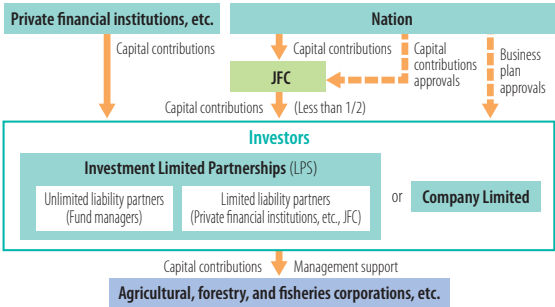 Private financial institutions, etc.
Nation
Capital contributions
Capital contributions
Capital
contributions
approvals
Business
plan
approvals
JFC
Capital contributions
(Less than 1/2)
Investors
Investment Limited Partnerships (LPS)
Unlimited liability partners
(Fund managers)
Limited liability partners
(Private financial institutions, etc., JFC)
or
Company Limited
Capital contributions
Management support
Agricultural, forestry, and fisheries corporations, etc.